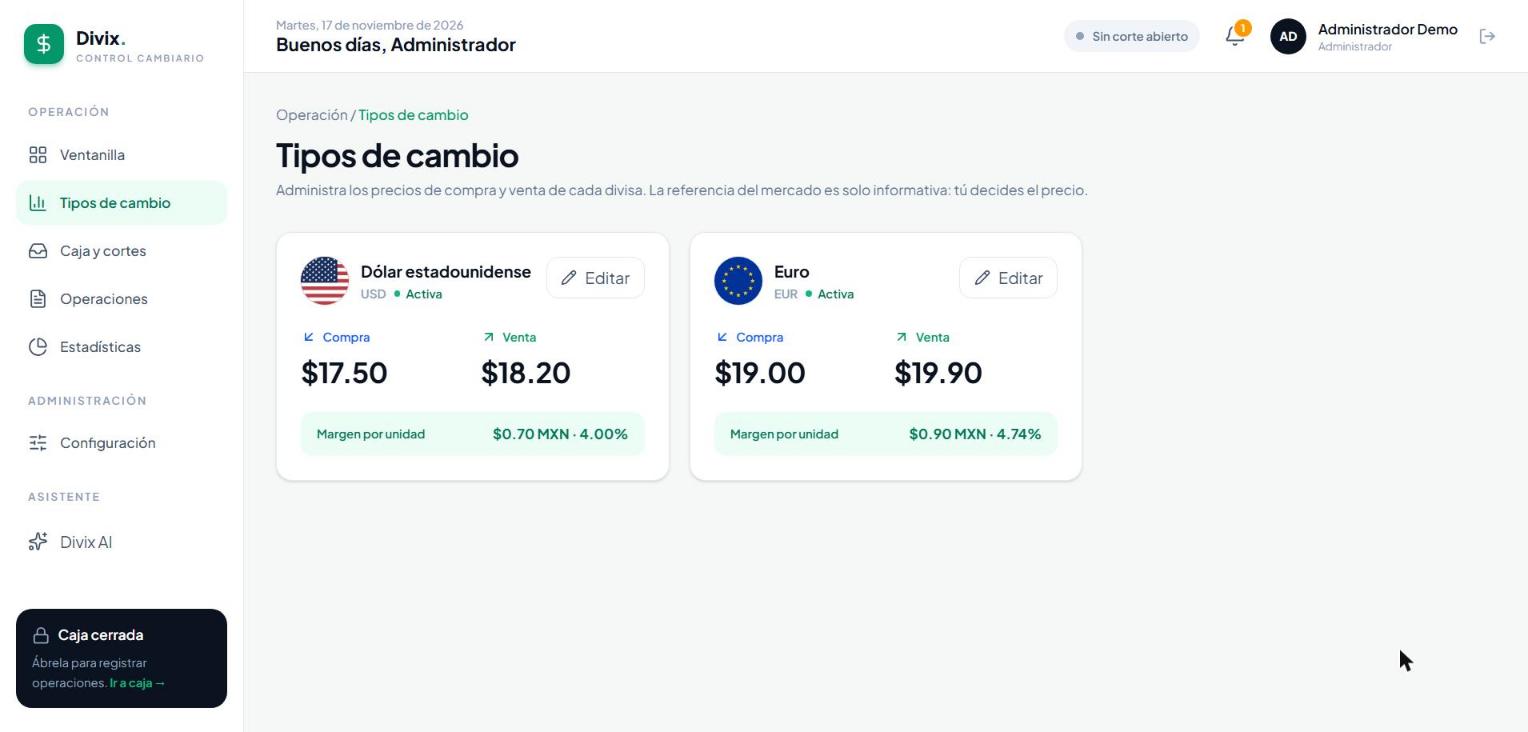 Divix.
CONTROL CAMBIARIO
OPERACIÓN
Ventanilla
Tipos de cambio
Caja y cortes
Operaciones
Estadísticas
ADMINISTRACIÓN
Configuración
ASISTENTE
Divix AI
Caja cerrada
Ábrela para registrar
operaciones. Ir a caja →
Martes, 17 de noviembre de 2026
Buenos días, Administrador
Sin corte abierto
1
AD
Administrador Demo
Administrador
Operación / Tipos de cambio
Tipos de cambio
Administra los precios de compra y venta de cada divisa. La referencia del mercado es solo informativa: tú decides el precio.
Dólar estadounidense
USD Activa
Editar
Compra Venta
$17.50 $18.20
Margen por unidad $0.70 MXN · 4.00%
Euro
EUR Activa
Editar
Compra Venta
$19.00 $19.90
Margen por unidad $0.90 MXN · 4.74%